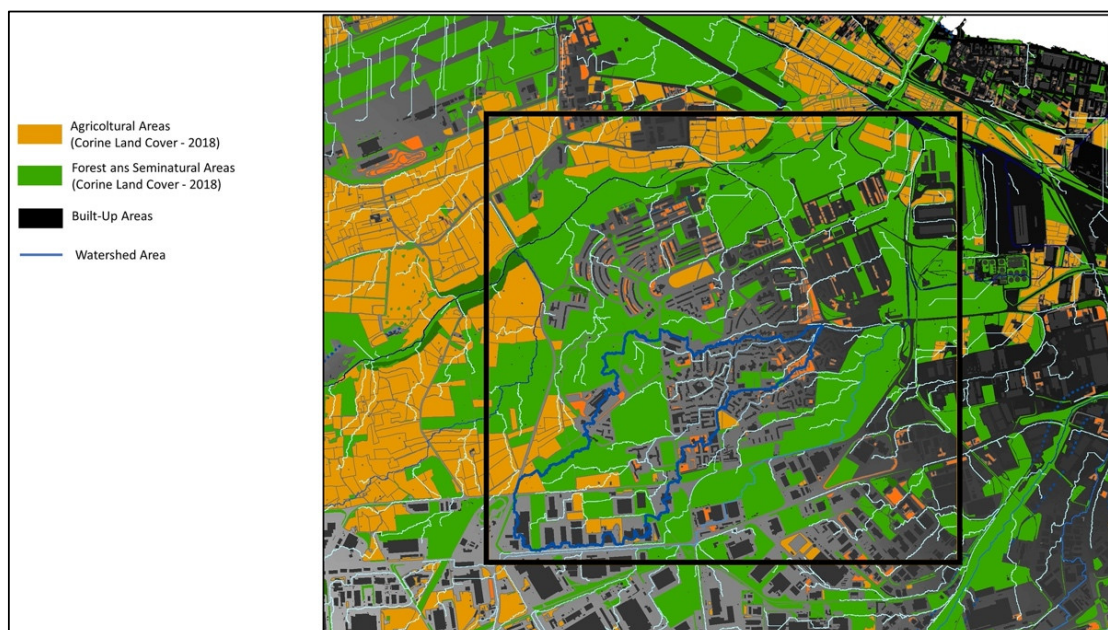 Agricoltural Areas
(Corine Land Cover - 2018)
Forest ans Seminatural Areas
(Corine Land Cover - 2018)
Built-Up Areas
Watershed Area